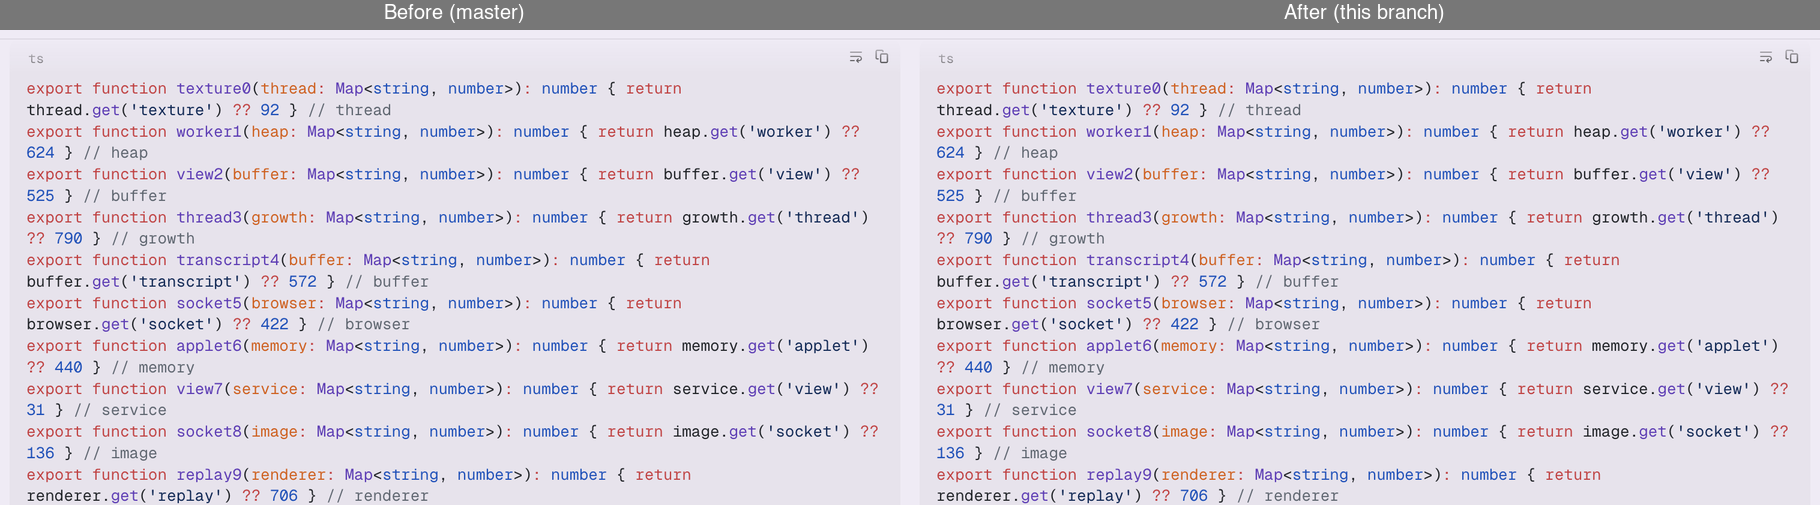 Before (master)
ts
export function texture0(thread: Map<string, number>): number { return
thread.get('texture') ?? 92 } // thread
export function worker1(heap: Map<string, number>): number { return heap.get('worker') ??
624 } // heap
export function view2(buffer: Map<string, number>): number { return buffer.get('view') ??
525 } // buffer
export function thread3(growth: Map<string, number>): number { return growth.get('thread')
?? 790 } // growth
export function transcript4(buffer: Map<string, number>): number { return
buffer.get('transcript') ?? 572 } // buffer
export function socket5(browser: Map<string, number>): number { return
browser.get('socket') ?? 422 } // browser
export function applet6(memory: Map<string, number>): number { return memory.get('applet')
?? 440 } // memory
export function view7(service: Map<string, number>): number { return service.get('view') ??
31 } // service
export function socket8(image: Map<string, number>): number { return image.get('socket') ??
136 } // image
export function replay9(renderer: Map<string, number>): number { return
renderer.get('replay') ?? 706 } // renderer
After (this branch)
ts
export function texture0(thread: Map<string, number>): number { return
thread.get('texture') ?? 92 } // thread
export function worker1(heap: Map<string, number>): number { return heap.get('worker') ??
624 } // heap
export function view2(buffer: Map<string, number>): number { return buffer.get('view') ??
525 } // buffer
export function thread3(growth: Map<string, number>): number { return growth.get('thread')
?? 790 } // growth
export function transcript4(buffer: Map<string, number>): number { return
buffer.get('transcript') ?? 572 } // buffer
export function socket5(browser: Map<string, number>): number { return
browser.get('socket') ?? 422 } // browser
export function applet6(memory: Map<string, number>): number { return memory.get('applet')
?? 440 } // memory
export function view7(service: Map<string, number>): number { return service.get('view') ??
31 } // service
export function socket8(image: Map<string, number>): number { return image.get('socket') ??
136 } // image
export function replay9(renderer: Map<string, number>): number { return
renderer.get('replay') ?? 706 } // renderer